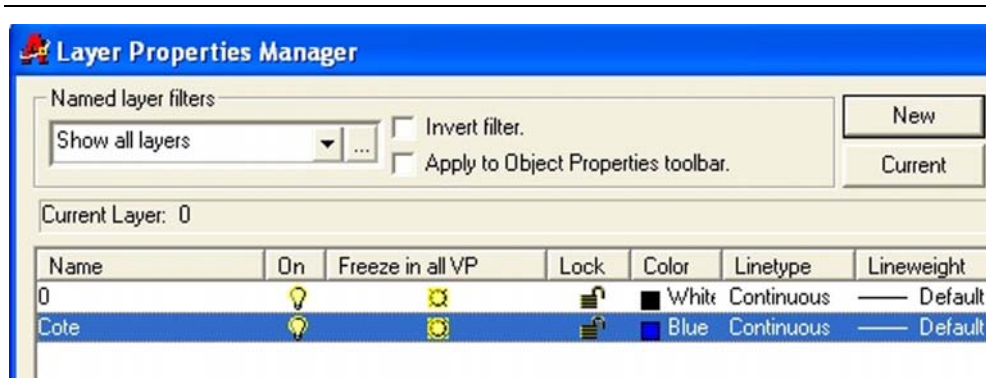 Layer Properties Manager
Named layer filters
Show all layers
...
Invert filter.
Apply to Object Properties toolbar.
New
Current
Current Layer: 0
Name On Freeze in all VP Lock Color Linetype Lineweight
0 White Continuous Default
Cote Blue Continuous Default